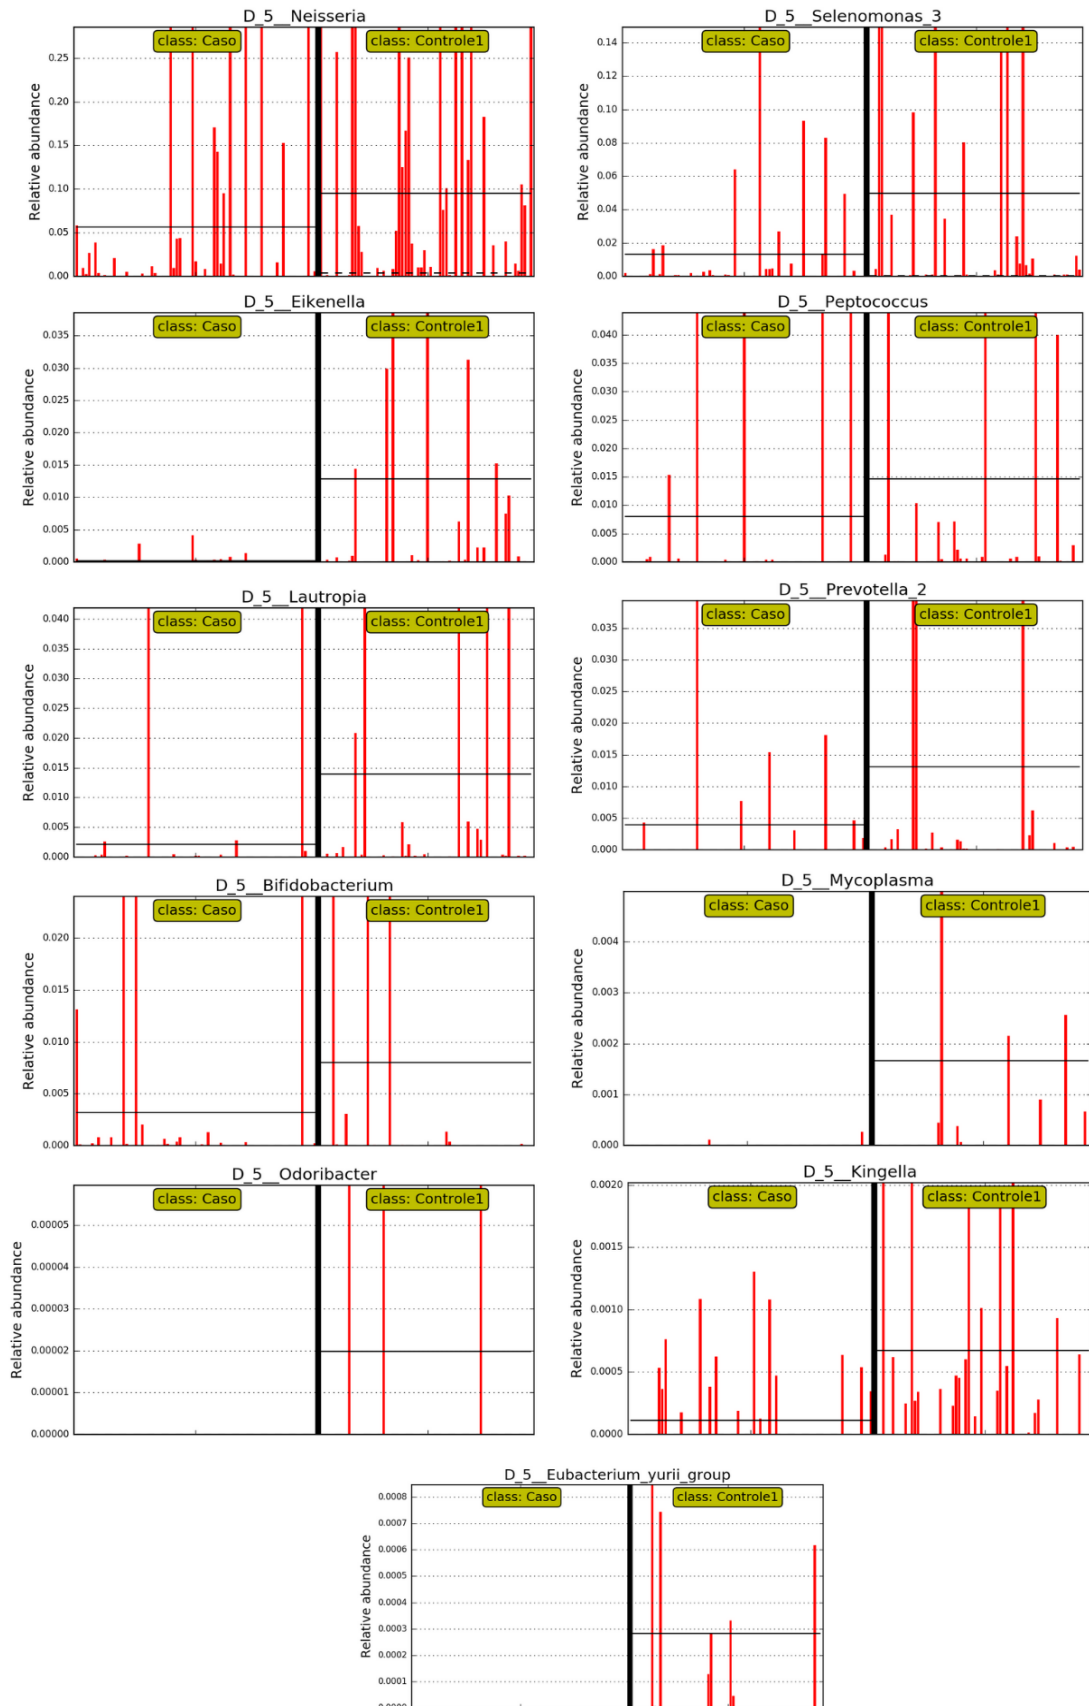 D_5__Neisseria
class: Caso
class: Controle1
Relative abundance
0.25
0.20
0.15
0.10
0.05
0.00
D_5__Selenomonas_3
class: Caso
class: Controle1
Relative abundance
0.14
0.12
0.10
0.08
0.06
0.04
0.02
0.00
D_5__Eikenella
class: Caso
class: Controle1
Relative abundance
0.035
0.030
0.025
0.020
0.015
0.010
0.005
0.000
D_5__Peptococcus
class: Caso
class: Controle1
Relative abundance
0.040
0.035
0.030
0.025
0.020
0.015
0.010
0.005
0.000
D_5__Lautropia
class: Caso
class: Controle1
Relative abundance
0.040
0.035
0.030
0.025
0.020
0.015
0.010
0.005
0.000
D_5__Prevotella_2
class: Caso
class: Controle1
Relative abundance
0.035
0.030
0.025
0.020
0.015
0.010
0.005
0.000
D_5__Bifidobacterium
class: Caso
class: Controle1
Relative abundance
0.020
0.015
0.010
0.005
0.000
D_5__Mycoplasma
class: Caso
class: Controle1
Relative abundance
0.004
0.003
0.002
0.001
0.000
D_5__Odoribacter
class: Caso
class: Controle1
Relative abundance
0.00005
0.00004
0.00003
0.00002
0.00001
0.00000
D_5__Kingella
class: Caso
class: Controle1
Relative abundance
0.0020
0.0015
0.0010
0.0005
0.0000
D_5__Eubacterium_yurii_group
class: Caso
class: Controle1
Relative abundance
0.0008
0.0007
0.0006
0.0005
0.0004
0.0003
0.0002
0.0001